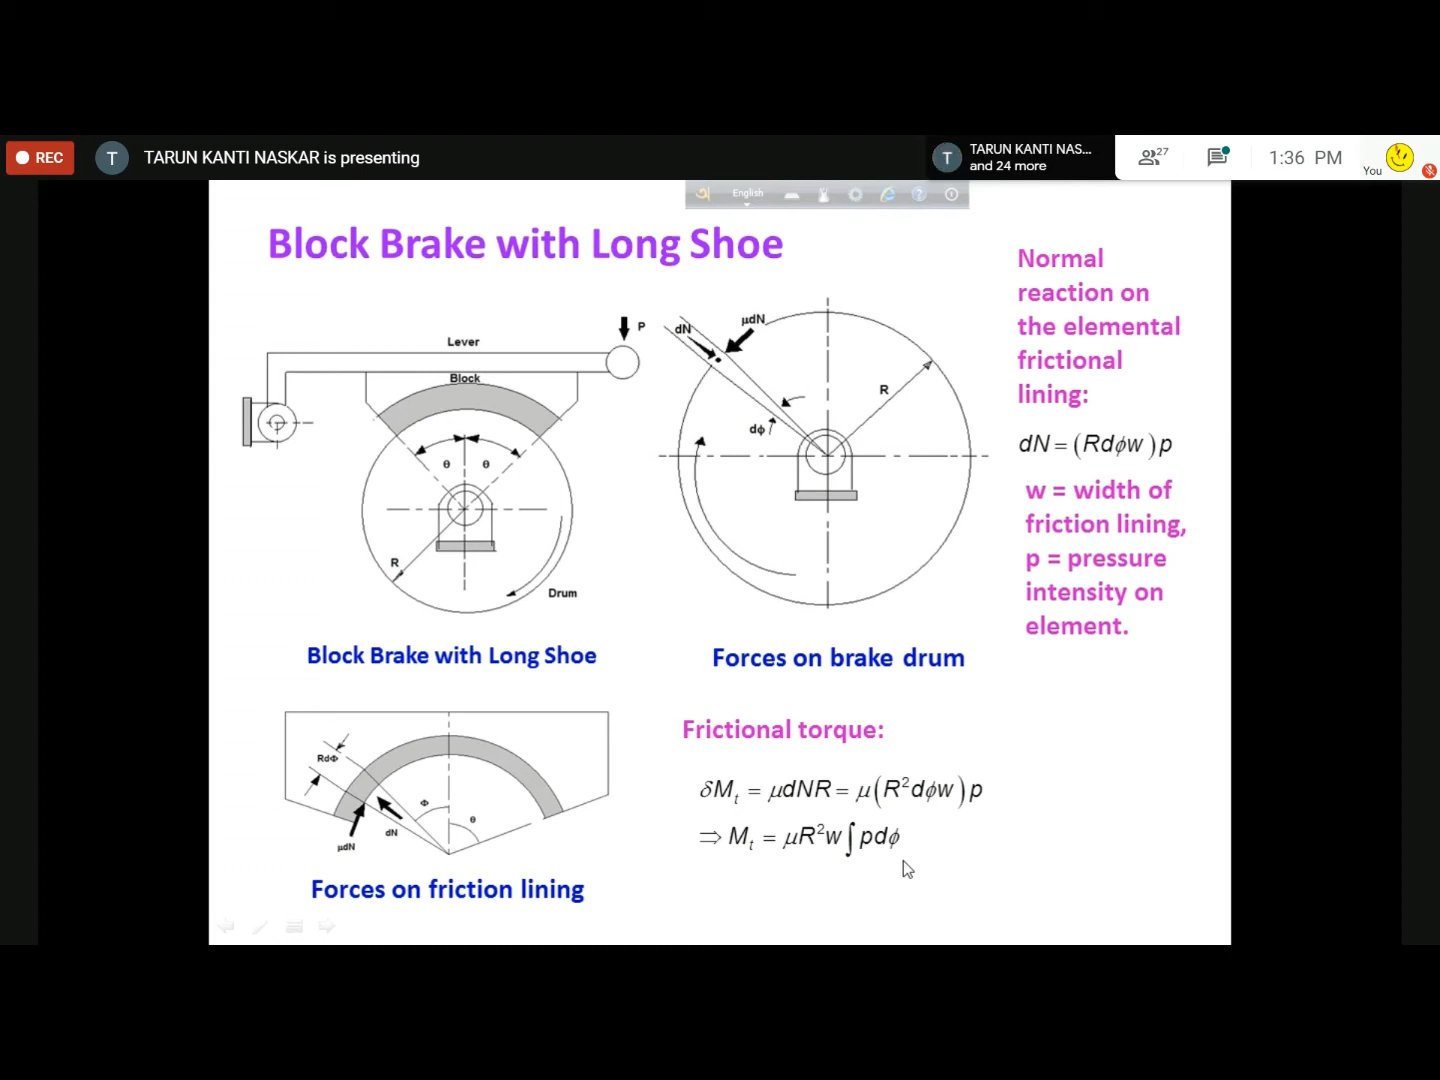 REC
T
TARUN KANTI NASKAR is presenting
T
TARUN KANTI NAS...
and 24 more
27
1:36 PM
You
অ
English
Block Brake with Long Shoe
P
Lever
Block
θ θ
R
Drum
Block Brake with Long Shoe
dN
μdN
R
dϕ
Forces on brake drum
Normal
reaction on
the elemental
frictional
lining:
dN = (Rdϕw)p
w = width of
friction lining,
p = pressure
intensity on
element.
RdΦ
Φ
θ
dN
μdN
Forces on friction lining
Frictional torque:
δMₜ = μdNR = μ(R²dϕw)p
⇒ Mₜ = μR²w∫pdϕ